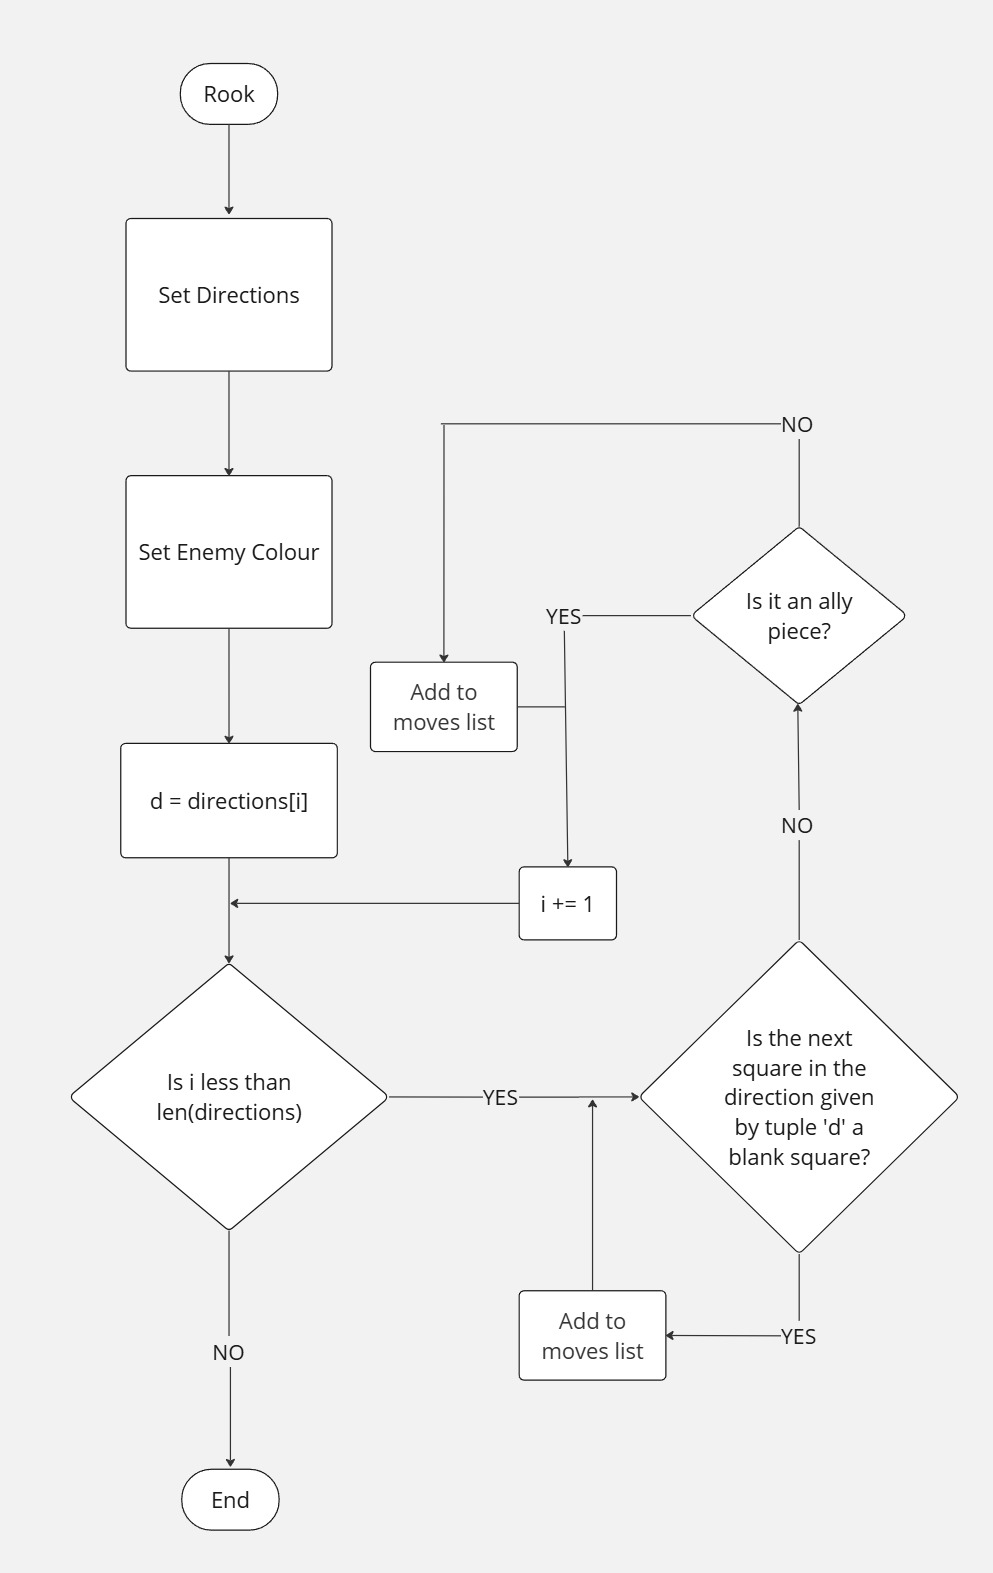 Rook
Set Directions
Set Enemy Colour
d = directions[i]
Is i less than
len(directions)
NO
End
YES
Is the next
square in the
direction given
by tuple 'd' a
blank square?
YES
Add to
moves list
NO
Is it an ally
piece?
NO
Add to
moves list
YES
i += 1